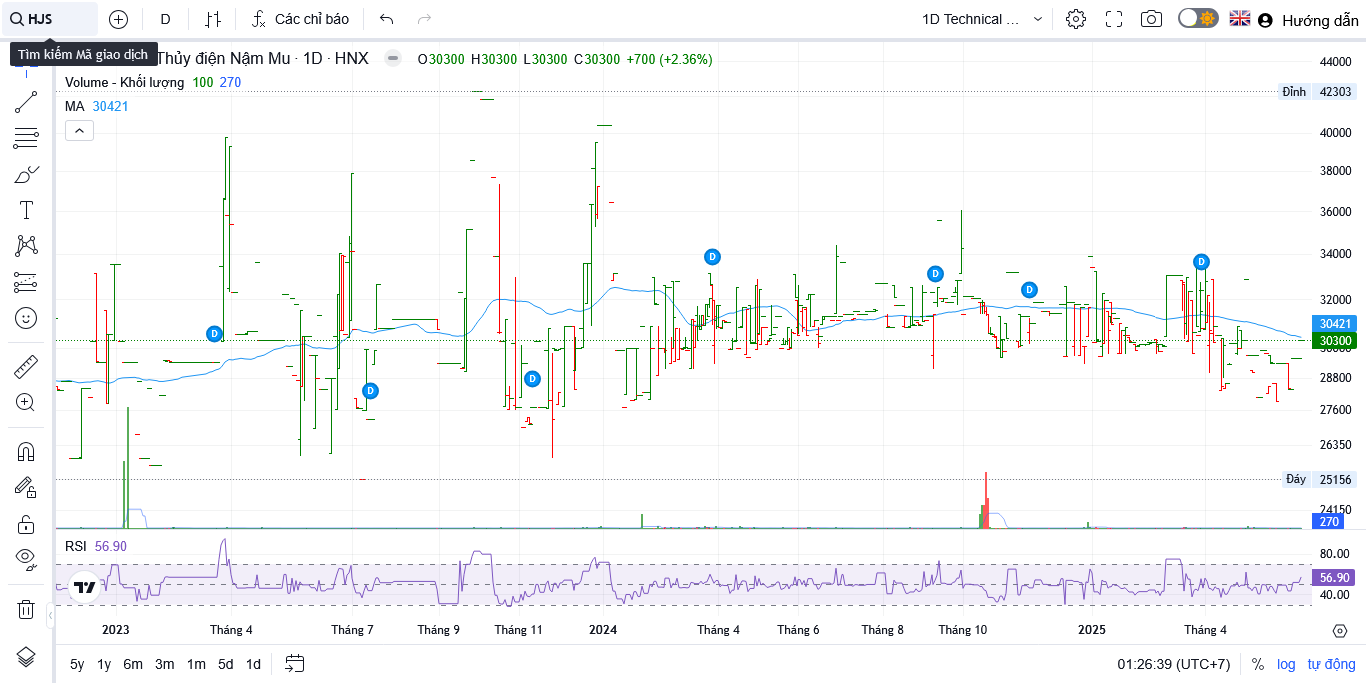 HJS D Các chỉ báo 1D Technical ... Hướng dẫn
Tìm kiếm Mã giao dịch
Thủy điện Nậm Mu · 1D · HNX O30300 H30300 L30300 C30300 +700 (+2.36%)
Volume - Khối lượng 100 270
MA 30421
44000
Đỉnh 42303
40000
38000
36000
34000
32000
30421
30300
30000
28800
27600
26350
Đáy 25156
24150
270
D
D
D
D
D
D
D
RSI 56.90
80.00
56.90
40.00
2023 Tháng 4 Tháng 7 Tháng 9 Tháng 11 2024 Tháng 4 Tháng 6 Tháng 8 Tháng 10 2025 Tháng 4
5y 1y 6m 3m 1m 5d 1d 01:26:39 (UTC+7) % log tự động